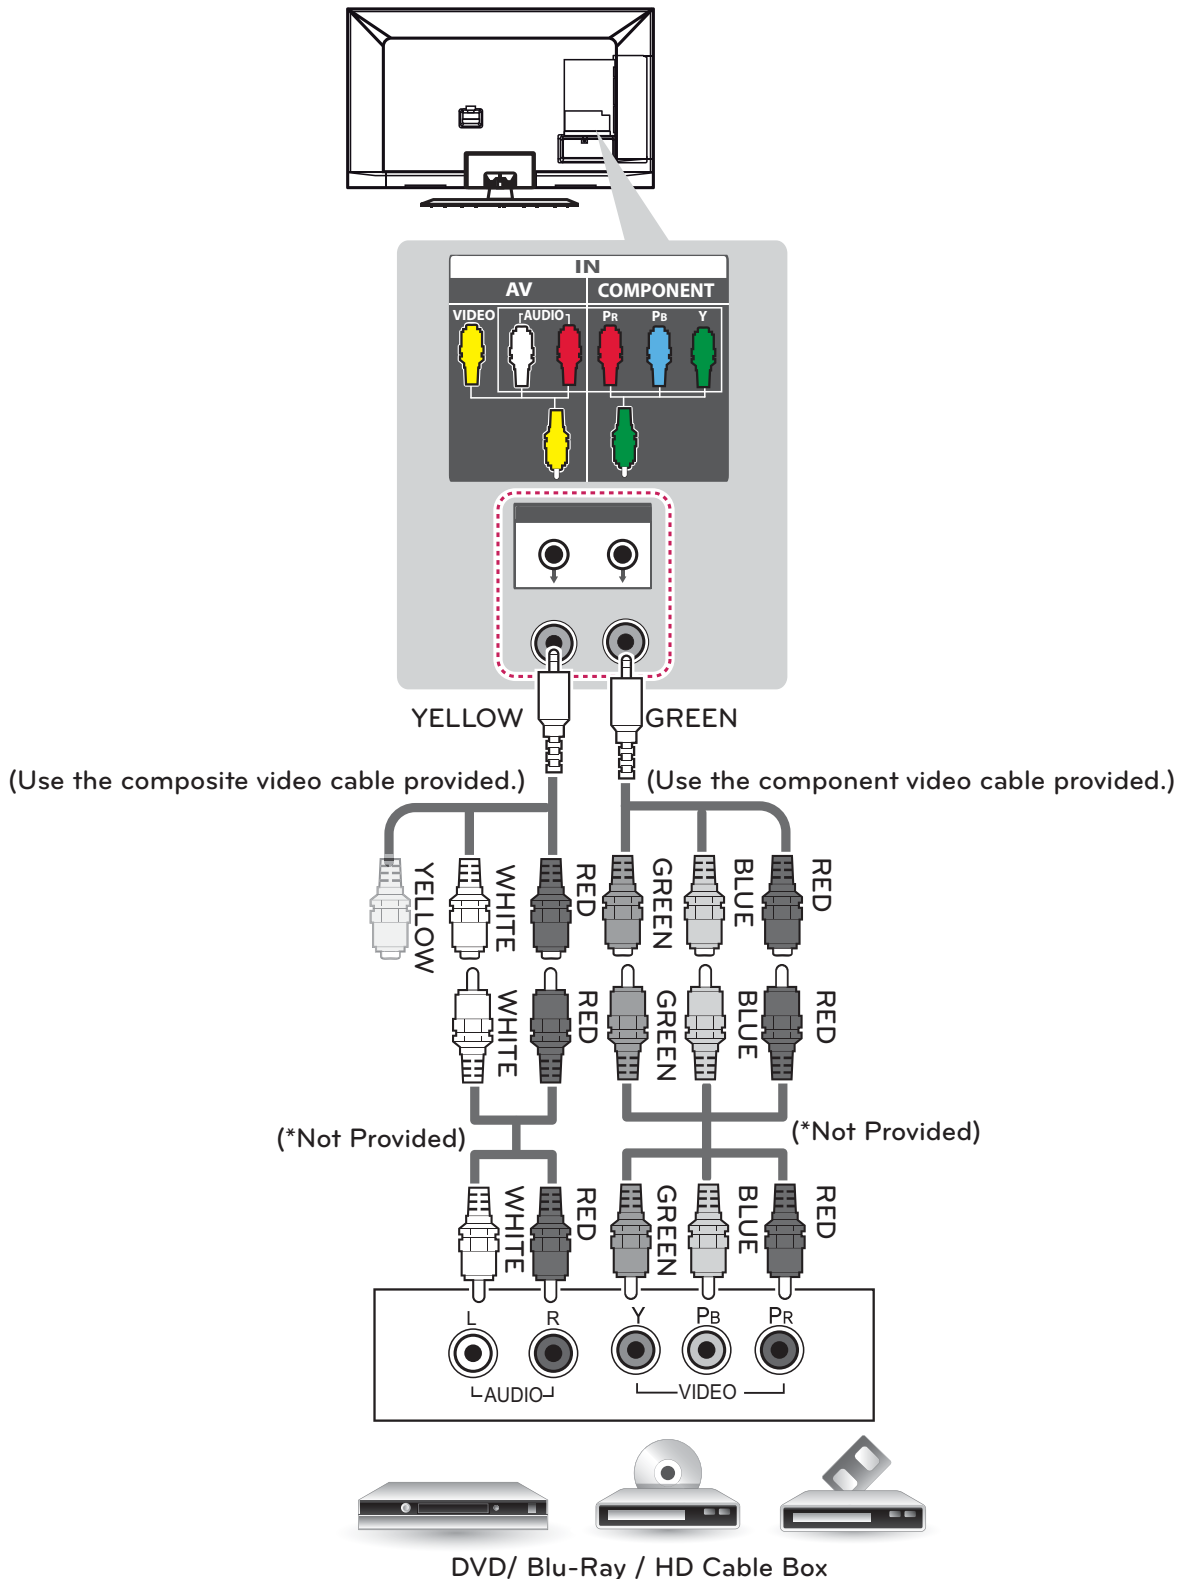 IN
AV COMPONENT
VIDEO AUDIO PR PB Y
YELLOW GREEN
(Use the composite video cable provided.) (Use the component video cable provided.)
YELLOW WHITE RED GREEN BLUE RED
WHITE RED GREEN BLUE RED
(*Not Provided) (*Not Provided)
WHITE RED GREEN BLUE RED
L R Y PB PR
AUDIO VIDEO
DVD/ Blu-Ray / HD Cable Box